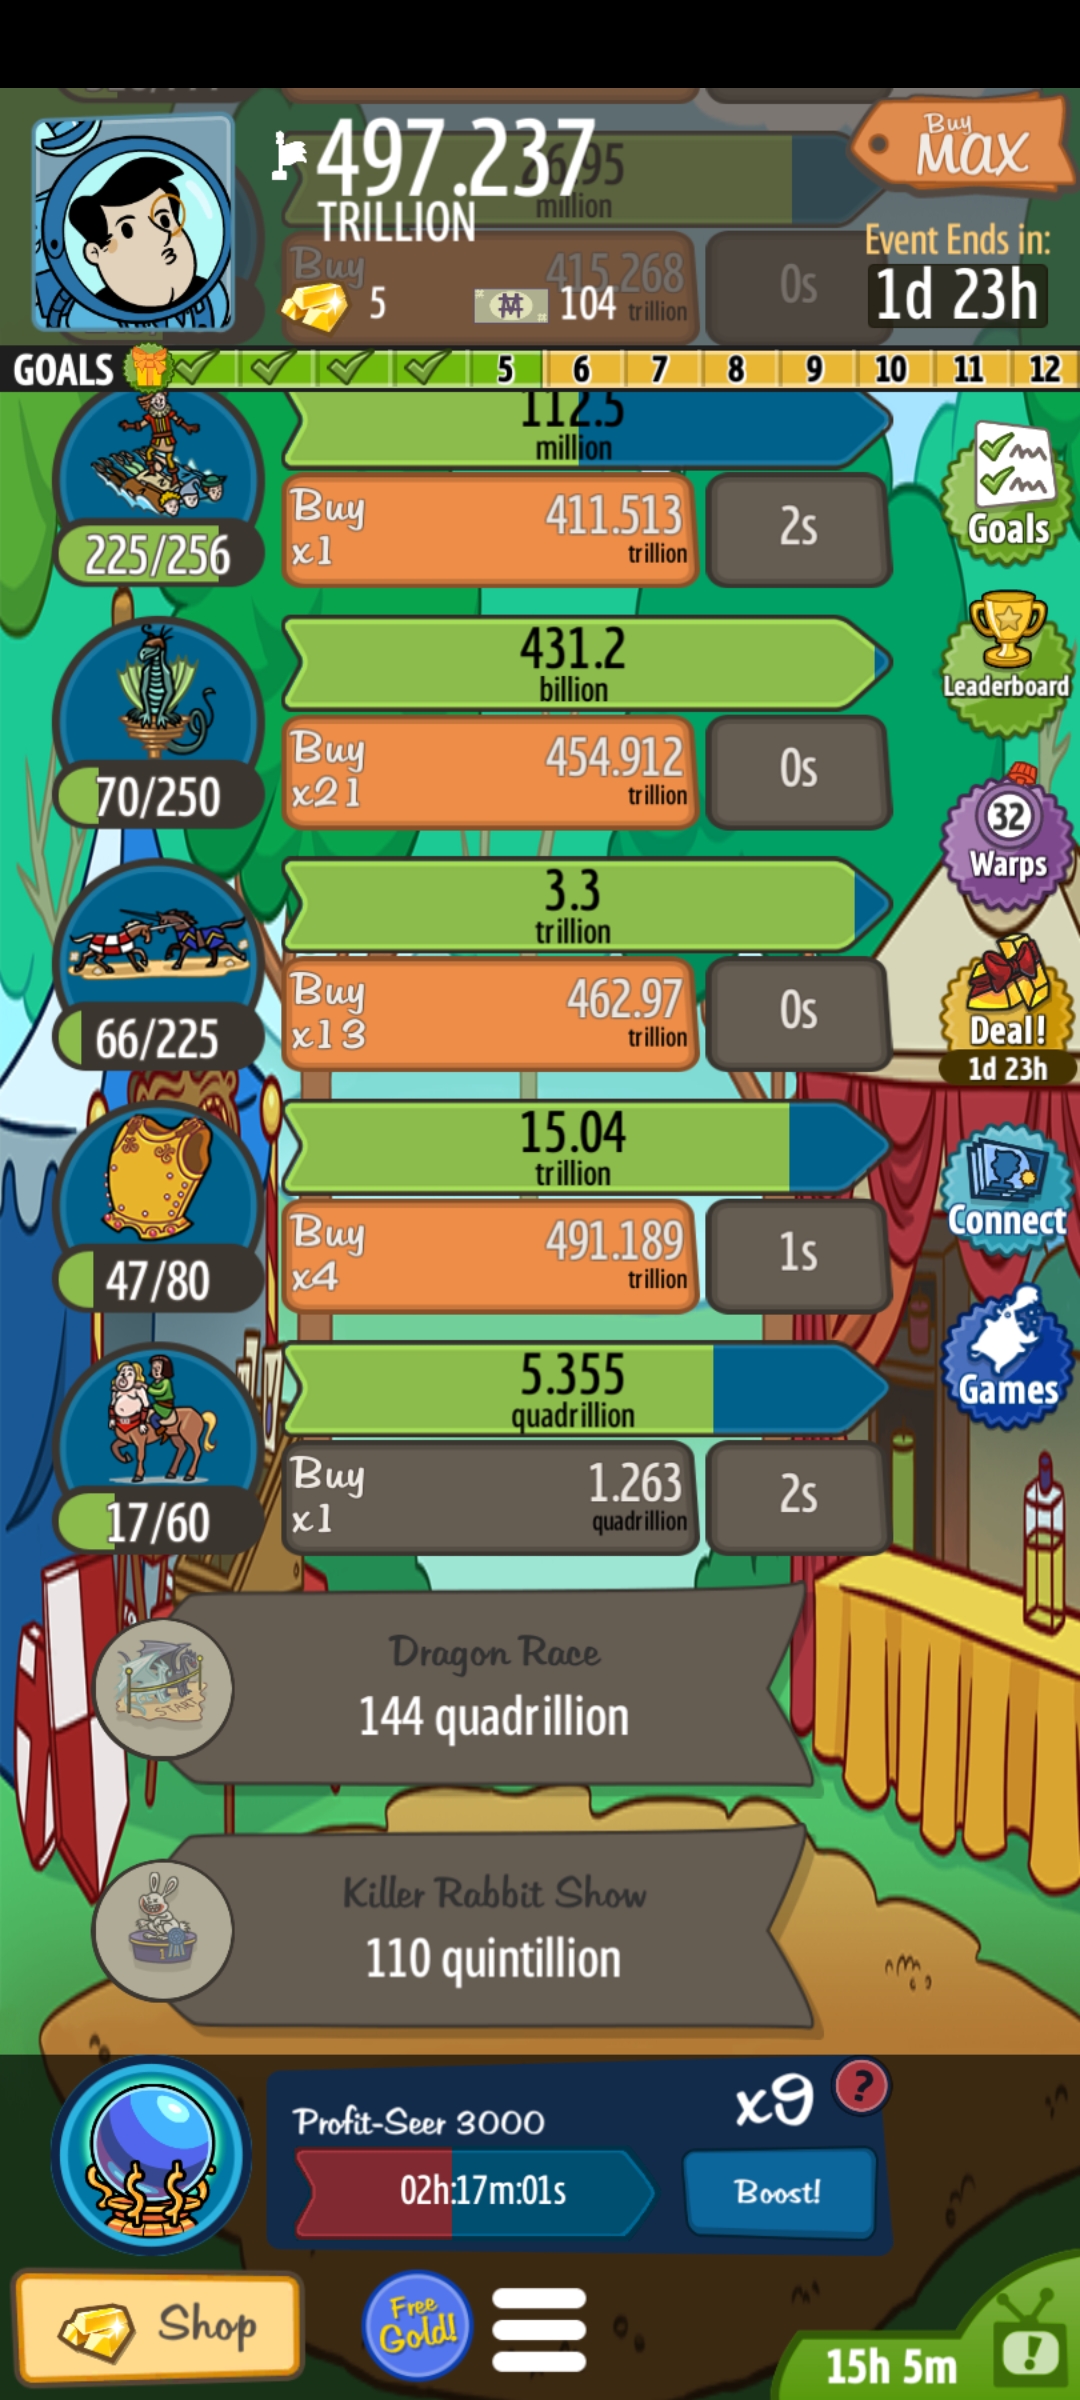 497.237
TRILLION
26.95
million
Buy
MAX
Event Ends in:
1d 23h
Buy
415.268
trillion
0s
5
104
GOALS
5
6
7
8
9
10
11
12
112.5
million
225/256
Buy
x1
411.513
trillion
2s
Goals
431.2
billion
70/250
Buy
x21
454.912
trillion
0s
Leaderboard
32
Warps
3.3
trillion
66/225
Buy
x13
462.97
trillion
0s
Deal!
1d 23h
15.04
trillion
47/80
Buy
x4
491.189
trillion
1s
Connect
5.355
quadrillion
17/60
Buy
x1
1.263
quadrillion
2s
Games
START
Dragon Race
144 quadrillion
1
Killer Rabbit Show
110 quintillion
Profit-Seer 3000
x9
?
02h:17m:01s
Boost!
Shop
Free
Gold!
15h 5m
!